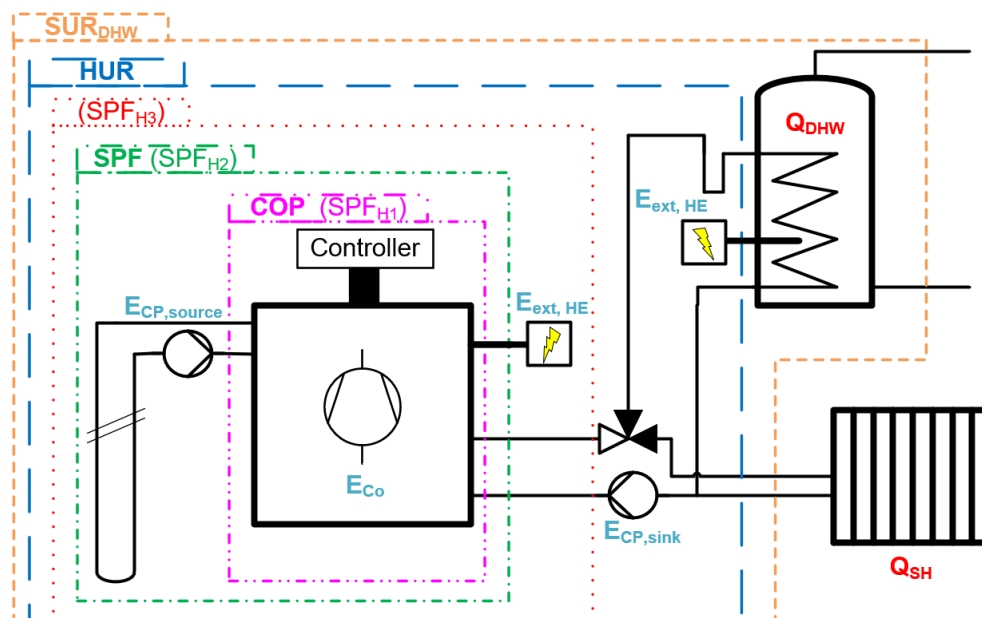 SUR_DHW
HUR
(SPF_H3)
SPF (SPF_H2)
COP (SPF_H1)
Controller
E_CP,source
E_ext, HE
E_Co
E_CP,sink
Q_DHW
E_ext, HE
Q_SH